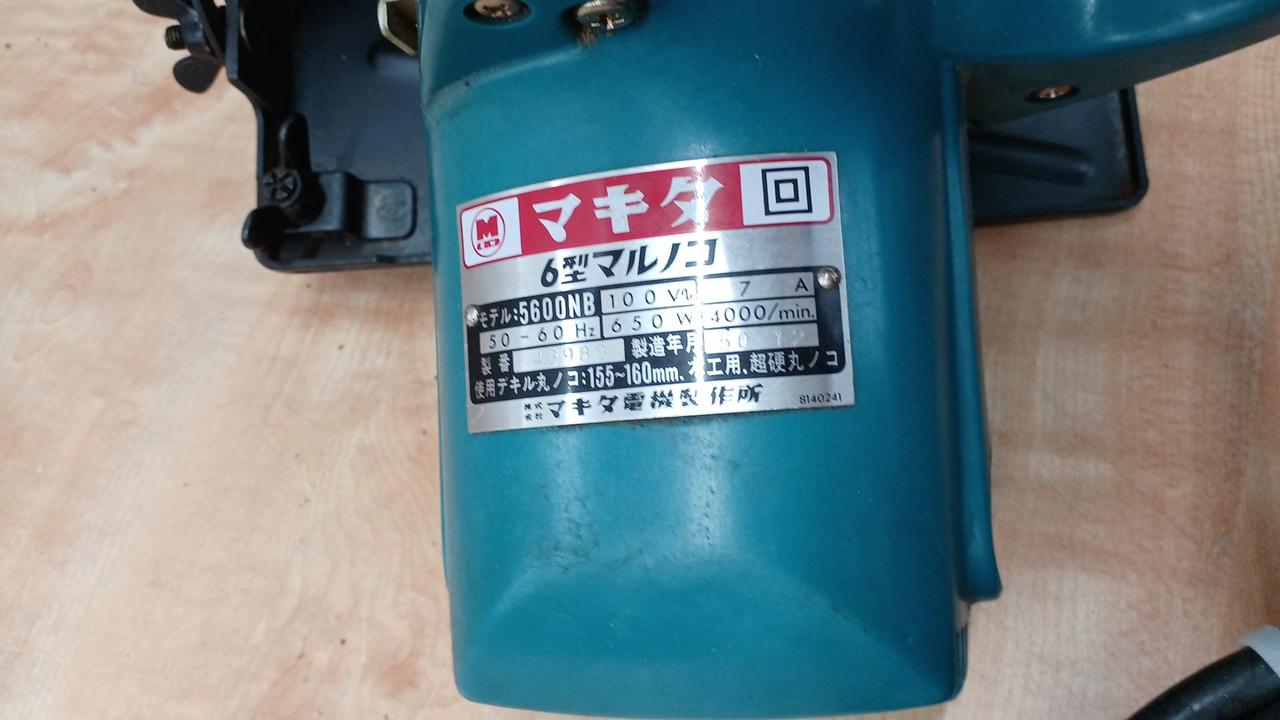 マキタ
6型マルノコ
モデル:5600NB 100V 7 A
50-60Hz 650W 4000/min.
製番 製造年月
使用デキル丸ノコ:155~160mm、木工用、超硬丸ノコ
株式会社 マキタ電機製作所 8140241